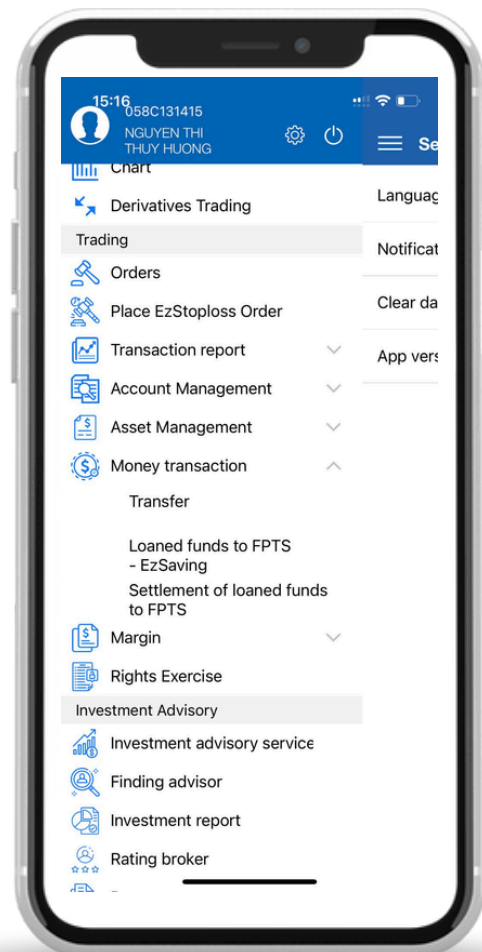 15:16
058C131415
NGUYEN THI
THUY HUONG
Se
Chart
Derivatives Trading
Languag
Trading
Notificat
Orders
Place EzStoploss Order
Clear da
Transaction report
App vers
Account Management
Asset Management
Money transaction
Transfer
Loaned funds to FPTS
- EzSaving
Settlement of loaned funds
to FPTS
Margin
Rights Exercise
Investment Advisory
Investment advisory service
Finding advisor
Investment report
Rating broker